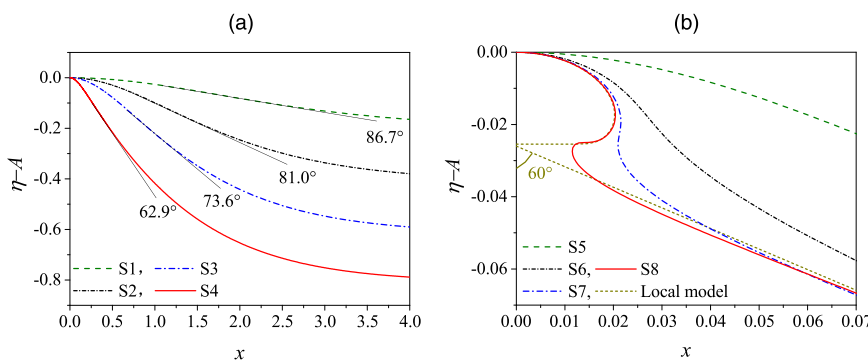 (a)
0.0
-0.2
-0.4
-0.6
-0.8
η–A
86.7°
81.0°
73.6°
62.9°
S1, S3
S2, S4
0.0 0.5 1.0 1.5 2.0 2.5 3.0 3.5 4.0
x
(b)
0.00
-0.02
-0.04
-0.06
η–A
60°
S5
S6, S8
S7, Local model
0.00 0.01 0.02 0.03 0.04 0.05 0.06 0.07
x